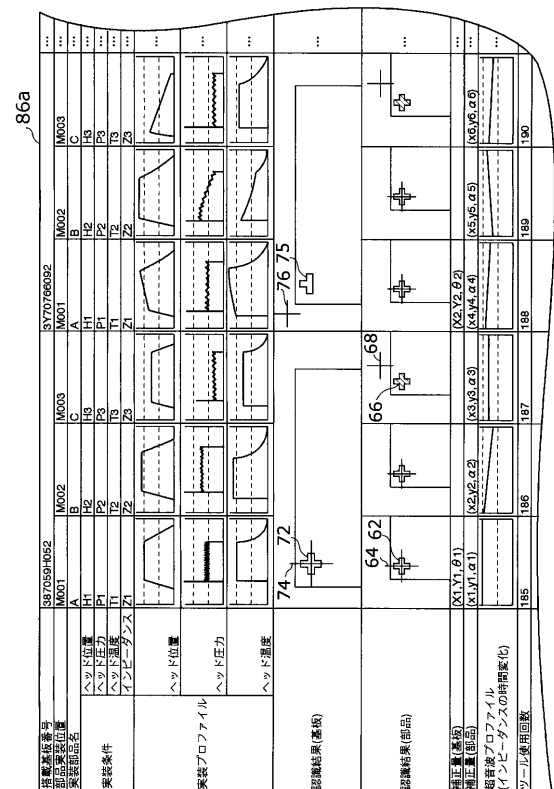 86a
搭載基板番号 387059H052 3Y70766092 …
部品実装位置 M001 M002 M003 M001 M002 M003 …
実装部品名 A B C A B C …
実装条件
ヘッド位置 H1 H2 H3 H1 H2 H3 …
ヘッド圧力 P1 P2 P3 P1 P2 P3 …
ヘッド温度 T1 T2 T3 T1 T2 T3 …
インピーダンス Z1 Z2 Z3 Z1 Z2 Z3 …
実装プロファイル
ヘッド位置 …
ヘッド圧力 …
ヘッド温度 …
認識結果(基板) 74 72 76 75 …
認識結果(部品) 64 62 66 68 …
補正量(基板) (X1,Y1,θ1) (X2,Y2,θ2) …
補正量(部品) (x1,y1,α1) (x2,y2,α2) (x3,y3,α3) (x4,y4,α4) (x5,y5,α5) (x6,y6,α6) …
超音波プロファイル
(インピーダンスの時間変化) …
ツール使用回数 185 186 187 188 189 190 …